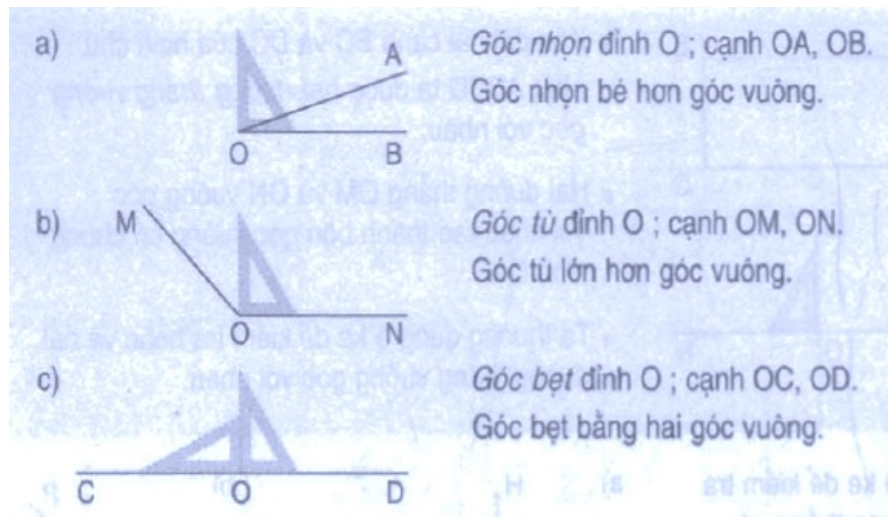 a)
A
O
B
Góc nhọn đỉnh O ; cạnh OA, OB.
Góc nhọn bé hơn góc vuông.
b)
M
O
N
Góc tù đỉnh O ; cạnh OM, ON.
Góc tù lớn hơn góc vuông.
c)
C
O
D
Góc bẹt đỉnh O ; cạnh OC, OD.
Góc bẹt bằng hai góc vuông.